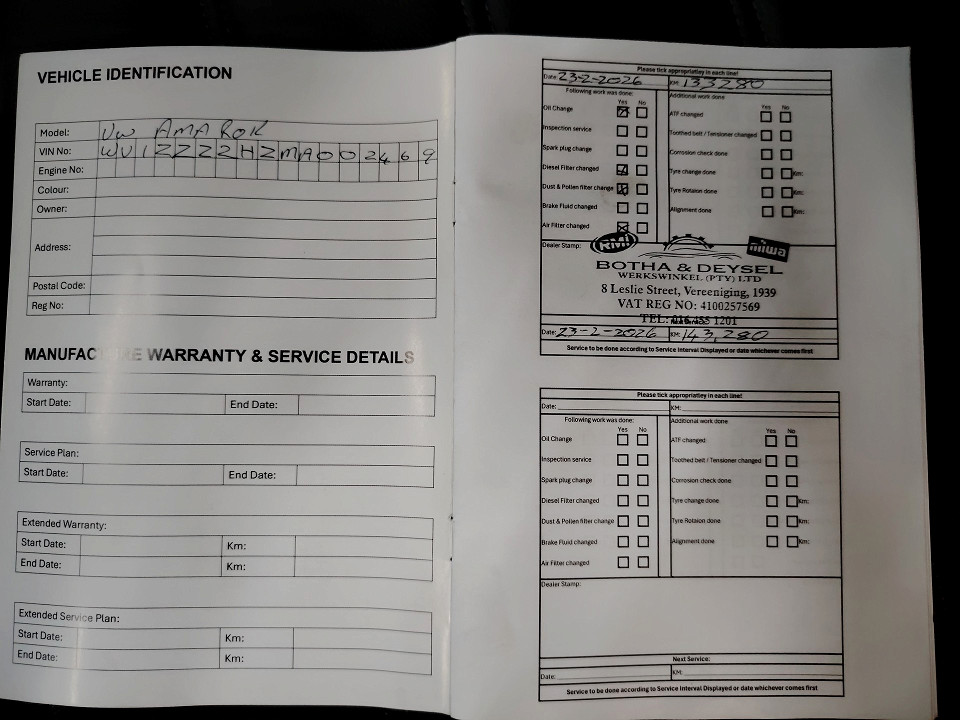 VEHICLE IDENTIFICATION
Model: VW AMAROK
VIN No: WV1ZZZ2HZMA002469
Engine No:
Colour:
Owner:
Address:
Postal Code:
Reg No:
MANUFACTURE WARRANTY & SERVICE DETAILS
Warranty:
Start Date: End Date:
Service Plan:
Start Date: End Date:
Extended Warranty:
Start Date: Km:
End Date: Km:
Extended Service Plan:
Start Date: Km:
End Date: Km:
Please tick appropriatley in each line!
Date: 23-2-2026 KM: 133280
Following work was done: Additional work done
Yes No Yes No
Oil Change ATF changed
Inspection service Toothed belt / Tensioner changed
Spark plug change Corrosion check done
Diesel Filter changed Tyre change done Km:
Dust & Pollen filter change Tyre Rotaion done Km:
Brake Fluid changed Alignment done Km:
Air Filter changed
Dealer Stamp: RMI miwa
BOTHA & DEYSEL
WERKSWINKEL (PTY) LTD
8 Leslie Street, Vereeniging, 1939
VAT REG NO: 4100257569
TEL: 016 455 1201
Date: 23-2-2026 KM: 143,280
Service to be done according to Service Interval Displayed or date whichever comes first
Please tick appropriatley in each line!
Date: KM:
Following work was done: Additional work done
Yes No Yes No
Oil Change ATF changed
Inspection service Toothed belt / Tensioner changed
Spark plug change Corrosion check done
Diesel Filter changed Tyre change done Km:
Dust & Pollen filter change Tyre Rotaion done Km:
Brake Fluid changed Alignment done Km:
Air Filter changed
Dealer Stamp:
Next Service:
Date: KM:
Service to be done according to Service Interval Displayed or date whichever comes first